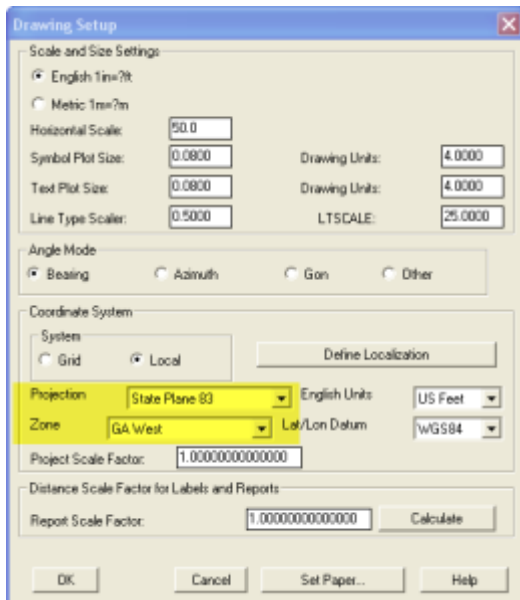 Drawing Setup
Scale and Size Settings
English 1in=?ft
Metric 1m=?m
Horizontal Scale: 50.0
Symbol Plot Size: 0.0800 Drawing Units: 4.0000
Text Plot Size: 0.0800 Drawing Units: 4.0000
Line Type Scaler: 0.5000 LTSCALE: 25.0000
Angle Mode
Bearing Azimuth Gon Other
Coordinate System
System
Grid Local Define Localization
Projection State Plane 83 English Units US Feet
Zone GA West Lat/Lon Datum WGS84
Project Scale Factor: 1.00000000000000
Distance Scale Factor for Labels and Reports
Report Scale Factor: 1.00000000000000 Calculate
OK Cancel Set Paper... Help